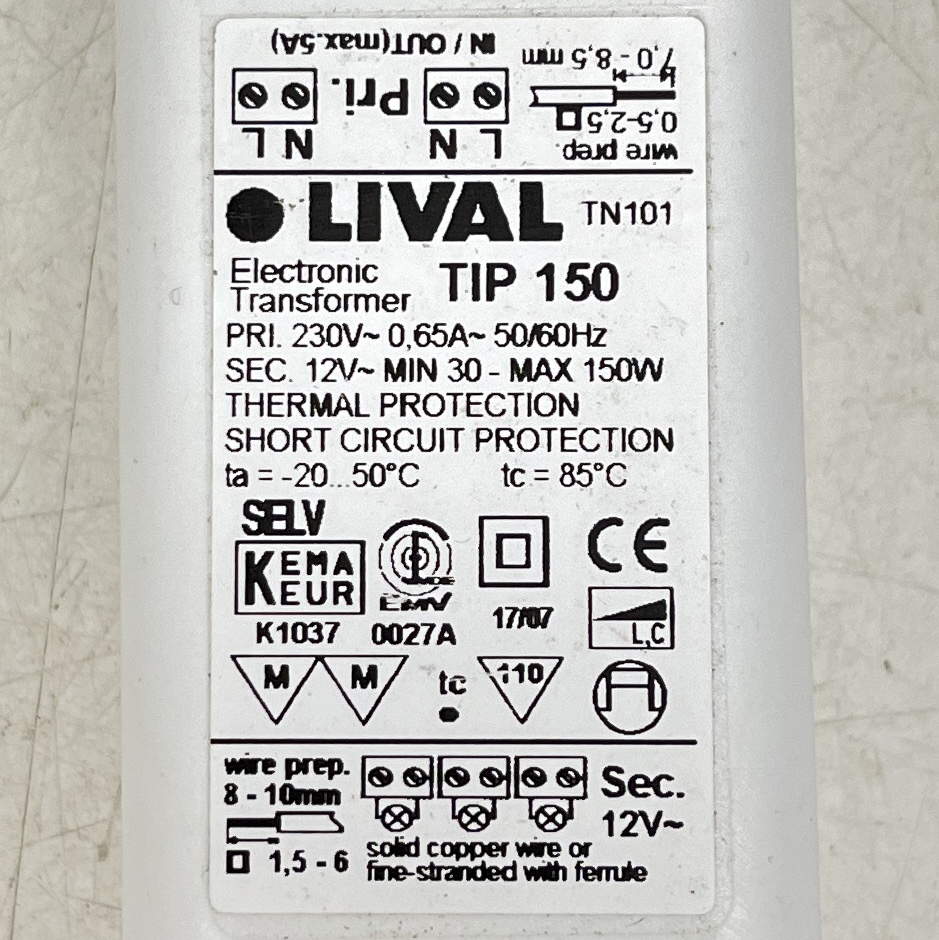 IN / OUT(max.5A)
7,0 - 8,5 mm
Pri.
0,5-2,5
N L
L N
wire prep.
LIVAL TN101
Electronic
Transformer
TIP 150
PRI. 230V~ 0,65A~ 50/60Hz
SEC. 12V~ MIN 30 - MAX 150W
THERMAL PROTECTION
SHORT CIRCUIT PROTECTION
ta = -20...50°C tc = 85°C
SELV
KEMA
KEUR
K1037
VDE
EMV
0027A
17/07
CE
L,C
M M tc 110
wire prep.
8 - 10mm
1,5 - 6
Sec.
12V~
solid copper wire or
fine-stranded with ferrule